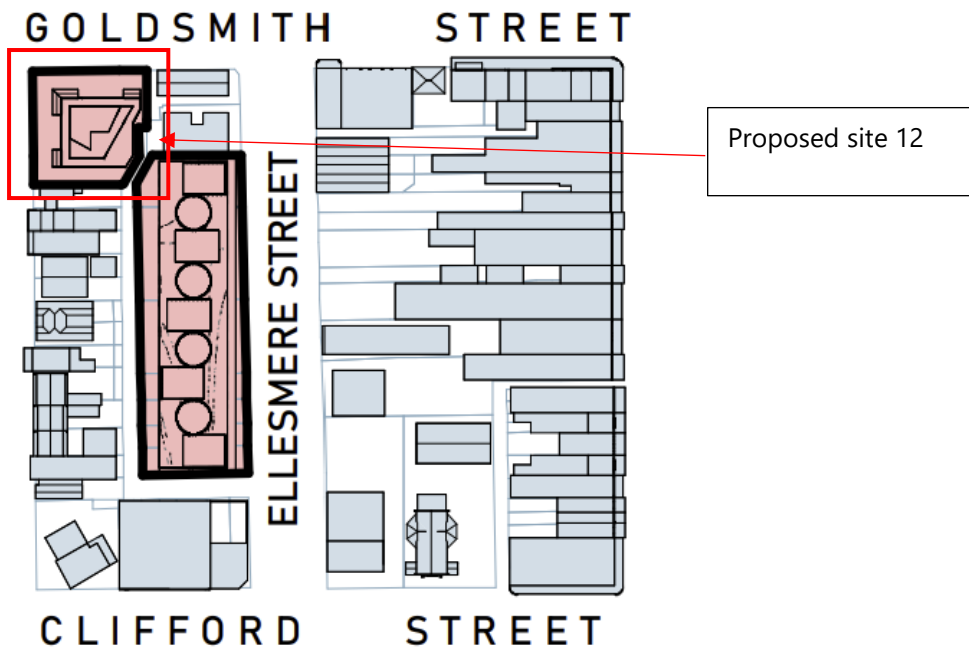 GOLDSMITH STREET
Proposed site 12
ELLESMERE STREET
CLIFFORD STREET